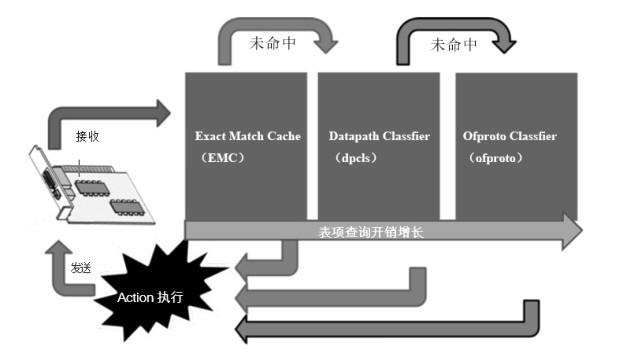 未命中
未命中
接收
Exact Match Cache
（EMC）
Datapath Classfier
（dpcls）
Ofproto Classfier
（ofproto）
表项查询开销增长
发送
Action 执行